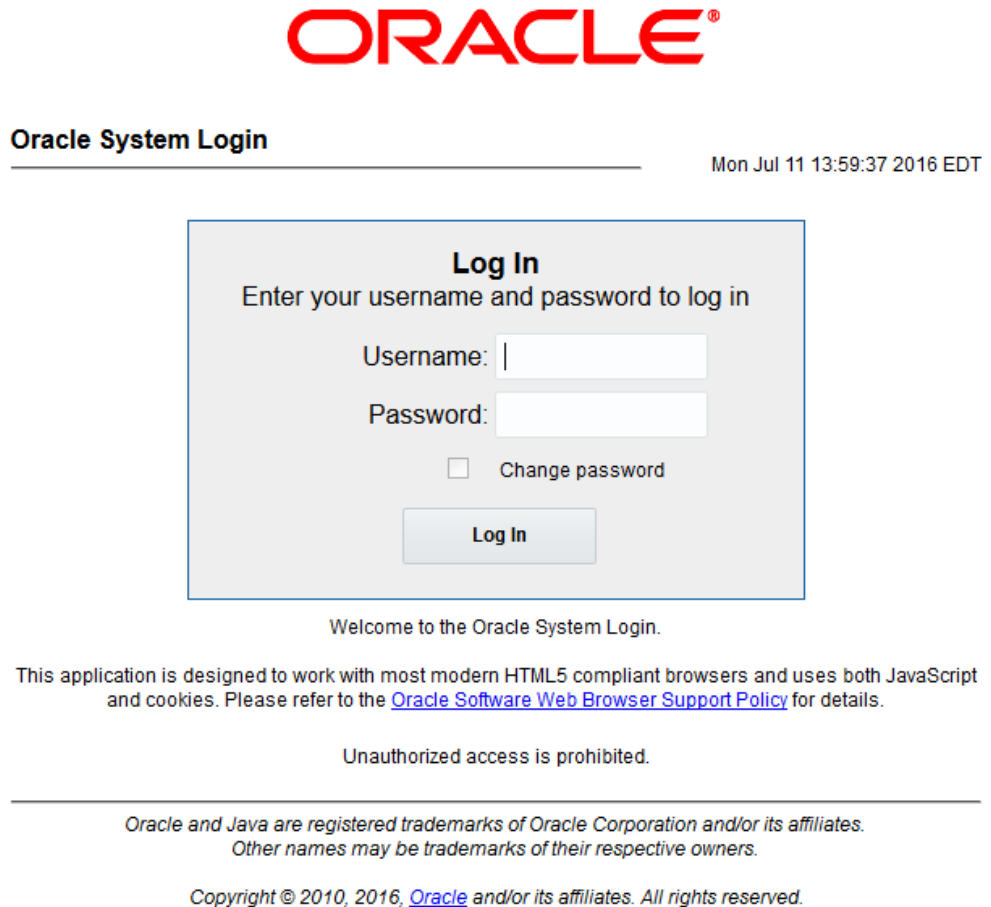 ORACLE®
Oracle System Login
Mon Jul 11 13:59:37 2016 EDT
Log In
Enter your username and password to log in
Username:
Password:
Change password
Log In
Welcome to the Oracle System Login.
This application is designed to work with most modern HTML5 compliant browsers and uses both JavaScript
and cookies. Please refer to the Oracle Software Web Browser Support Policy for details.
Unauthorized access is prohibited.
Oracle and Java are registered trademarks of Oracle Corporation and/or its affiliates.
Other names may be trademarks of their respective owners.
Copyright © 2010, 2016, Oracle and/or its affiliates. All rights reserved.